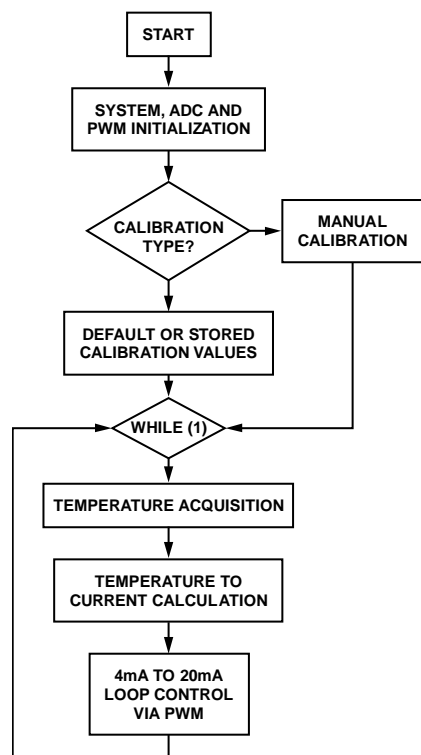 START
SYSTEM, ADC AND
PWM INITIALIZATION
CALIBRATION
TYPE?
MANUAL
CALIBRATION
DEFAULT OR STORED
CALIBRATION VALUES
WHILE (1)
TEMPERATURE ACQUISITION
TEMPERATURE TO
CURRENT CALCULATION
4mA TO 20mA
LOOP CONTROL
VIA PWM